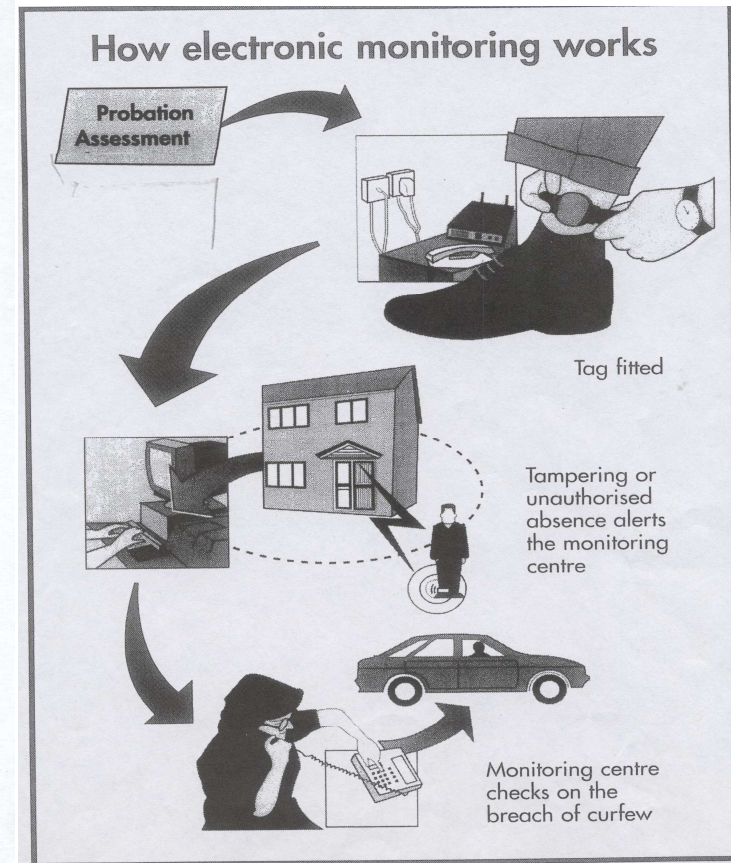 How electronic monitoring works
Probation
Assessment
Tag fitted
Tampering or
unauthorised
absence alerts
the monitoring
centre
Monitoring centre
checks on the
breach of curfew